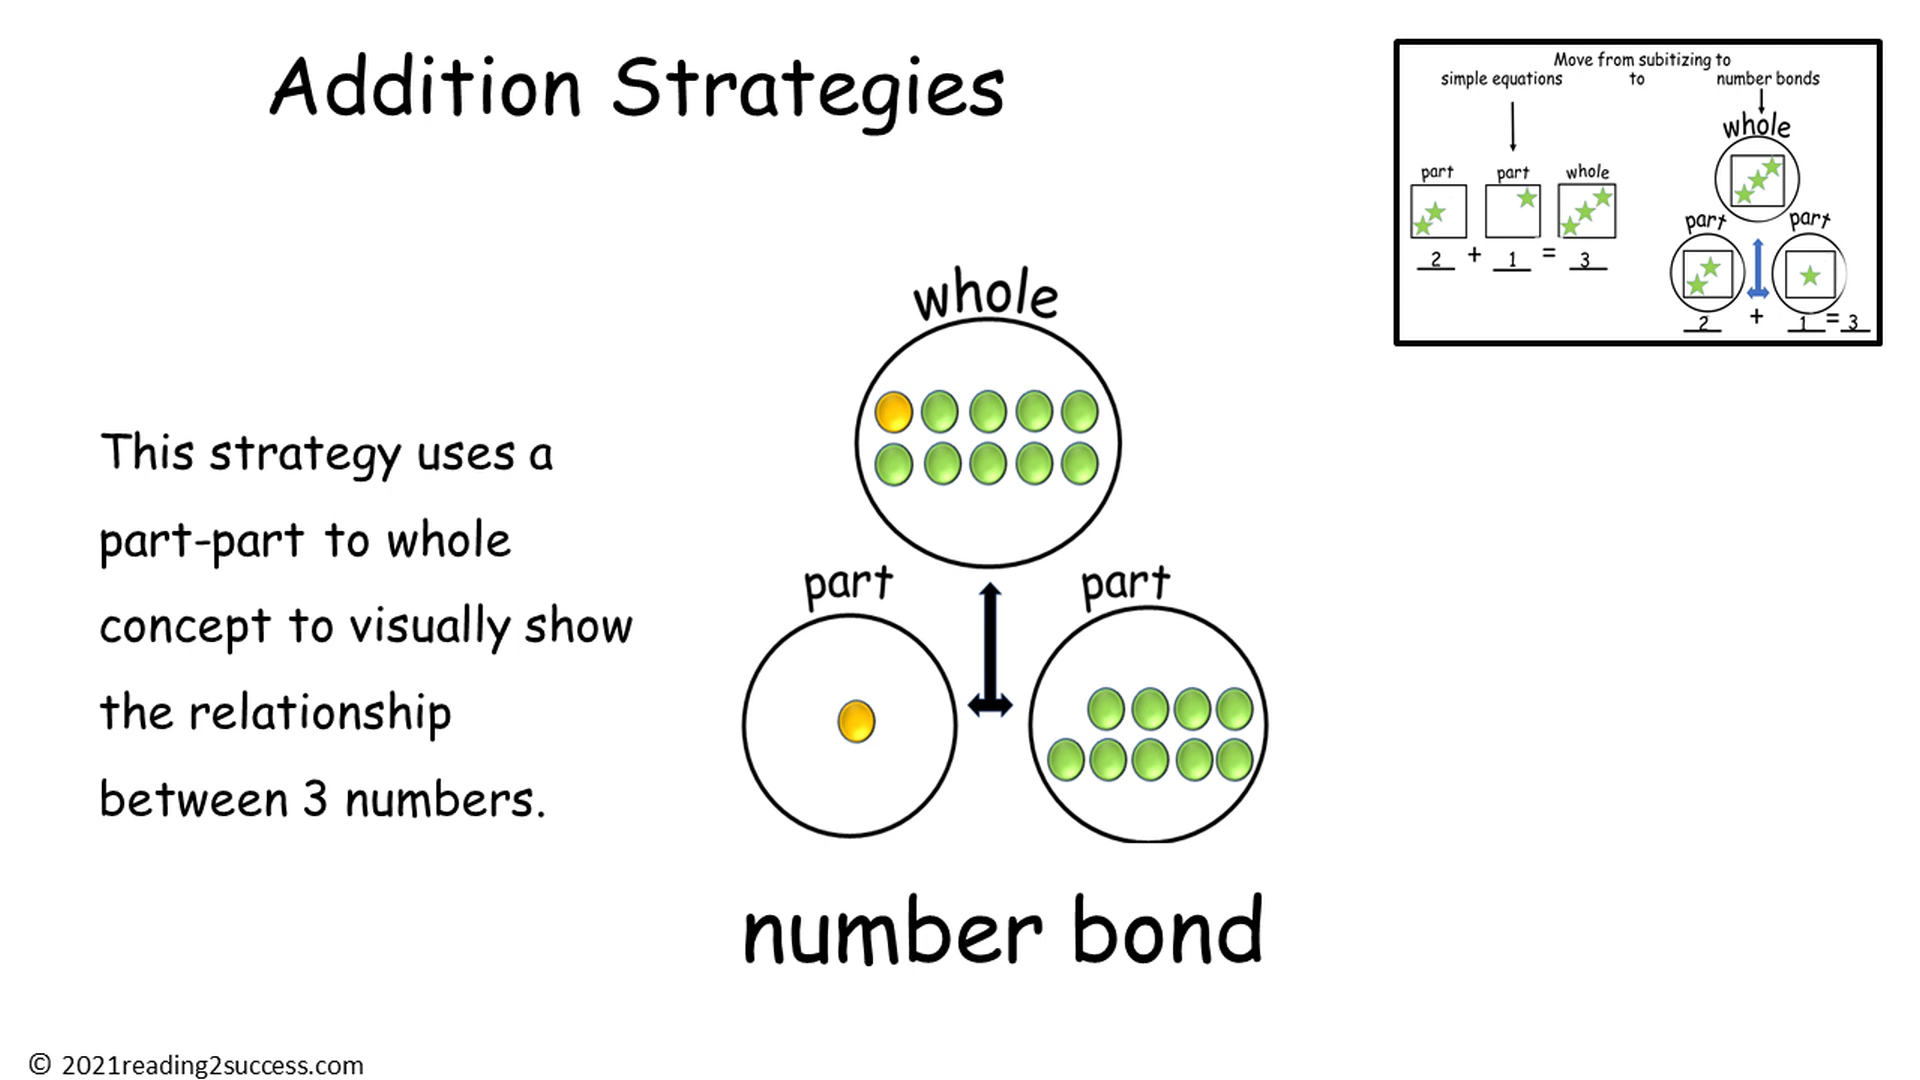 Addition Strategies
Move from subitizing to
simple equations to number bonds
whole
part part whole
part part
2 + 1 = 3
2 + 1 = 3
whole
This strategy uses a
part-part to whole
concept to visually show
the relationship
between 3 numbers.
part part
number bond
© 2021reading2success.com